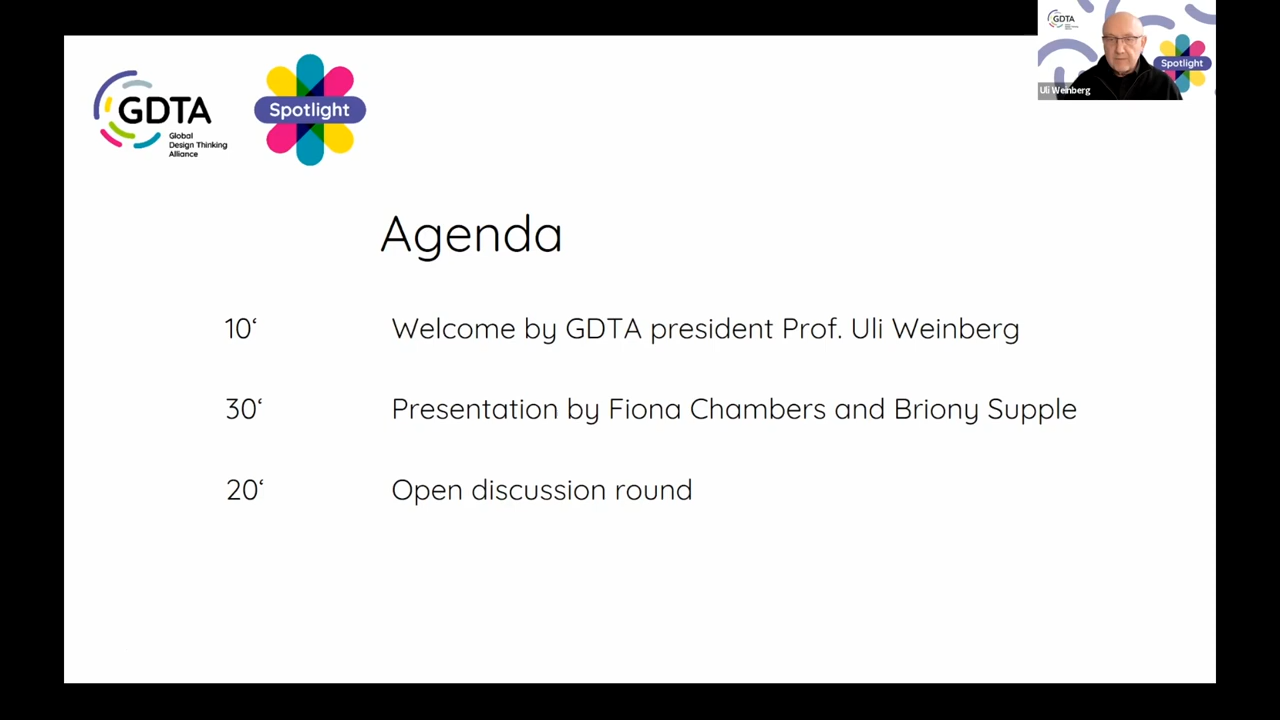 GDTA
Global
Design Thinking
Alliance
Spotlight
GDTA
Spotlight
Uli Weinberg
Agenda
10‘ Welcome by GDTA president Prof. Uli Weinberg
30‘ Presentation by Fiona Chambers and Briony Supple
20‘ Open discussion round